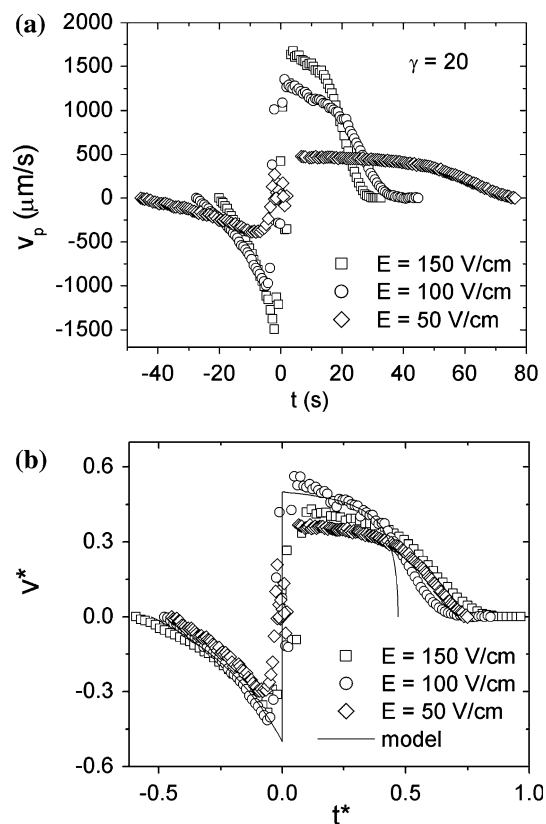 (a)
2000
1500
1000
500
0
-500
-1000
-1500
v_p (μm/s)
γ = 20
E = 150 V/cm
E = 100 V/cm
E = 50 V/cm
-40 -20 0 20 40 60 80
t (s)
(b)
0.6
0.3
0.0
-0.3
-0.6
V*
E = 150 V/cm
E = 100 V/cm
E = 50 V/cm
model
-0.5 0.0 0.5 1.0
t*